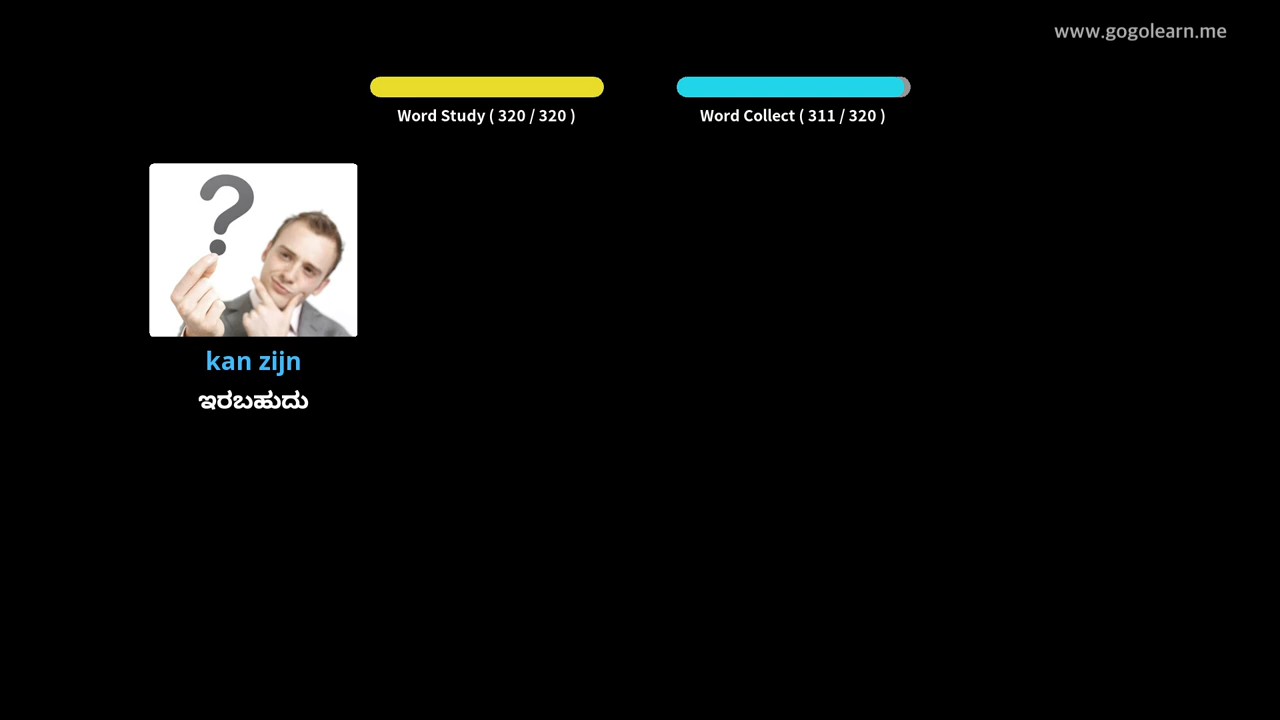 www.gogolearn.me
Word Study ( 320 / 320 )
Word Collect ( 311 / 320 )
kan zijn
ಇರಬಹುದು